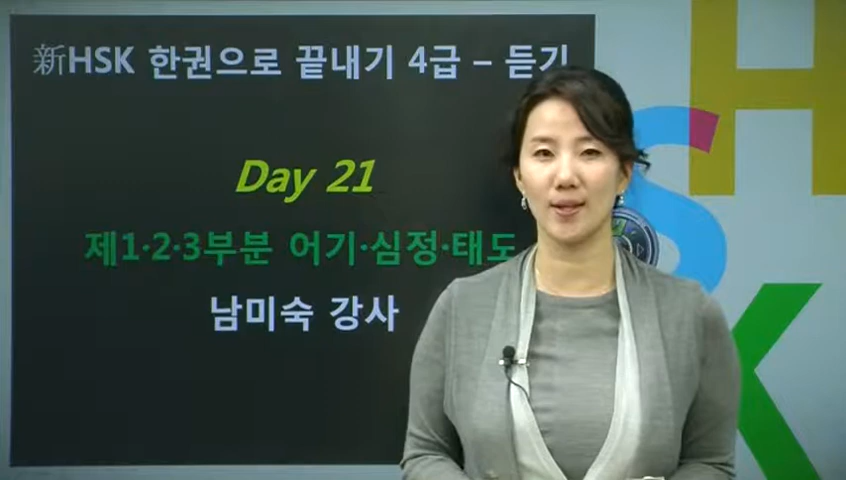 新HSK 한권으로 끝내기 4급 – 듣기
Day 21
제1·2·3부분 어기·심정·태도
남미숙 강사
H
S
K